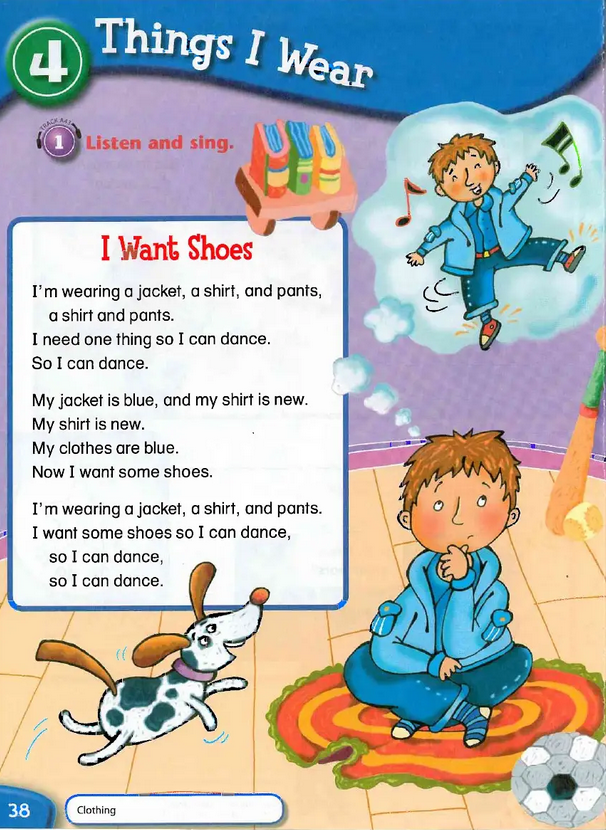 4
Things I Wear
1 Listen and sing.
I Want Shoes
I'm wearing a jacket, a shirt, and pants,
a shirt and pants.
I need one thing so I can dance.
So I can dance.
My jacket is blue, and my shirt is new.
My shirt is new.
My clothes are blue.
Now I want some shoes.
I'm wearing a jacket, a shirt, and pants.
I want some shoes so I can dance,
so I can dance,
so I can dance.
38
Clothing